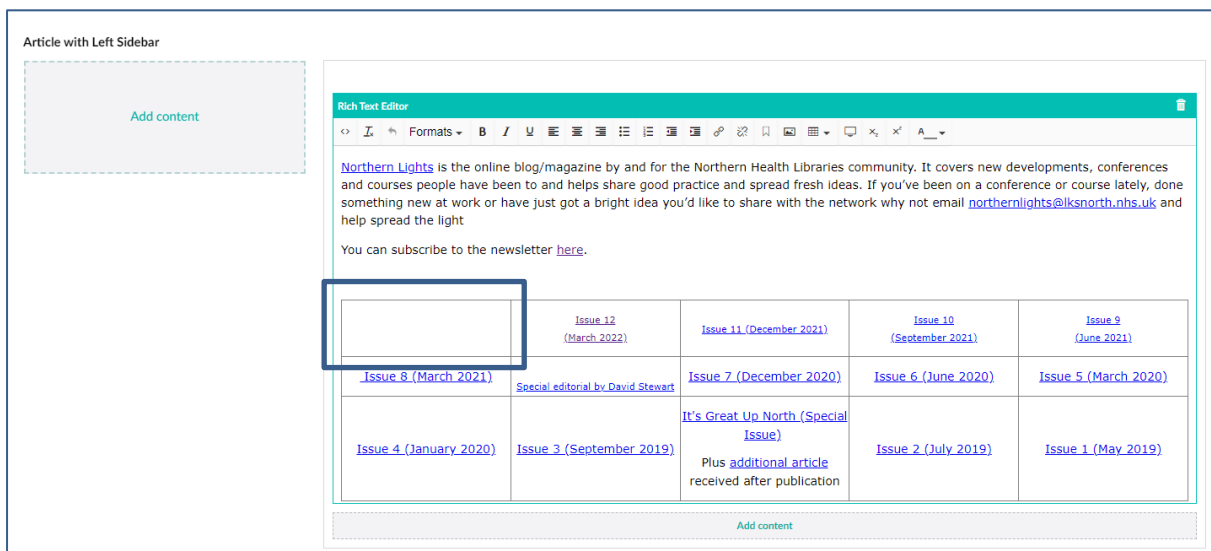 Article with Left Sidebar
Add content
Rich Text Editor
Formats
B I U
A
Northern Lights is the online blog/magazine by and for the Northern Health Libraries community. It covers new developments, conferences
and courses people have been to and helps share good practice and spread fresh ideas. If you've been on a conference or course lately, done
something new at work or have just got a bright idea you'd like to share with the network why not email northernlights@lksnorth.nhs.uk and
help spread the light
You can subscribe to the newsletter here.
Issue 12
(March 2022)
Issue 11 (December 2021)
Issue 10
(September 2021)
Issue 9
(June 2021)
Issue 8 (March 2021)
Special editorial by David Stewart
Issue 7 (December 2020)
Issue 6 (June 2020)
Issue 5 (March 2020)
Issue 4 (January 2020)
Issue 3 (September 2019)
It's Great Up North (Special
Issue)
Plus additional article
received after publication
Issue 2 (July 2019)
Issue 1 (May 2019)
Add content